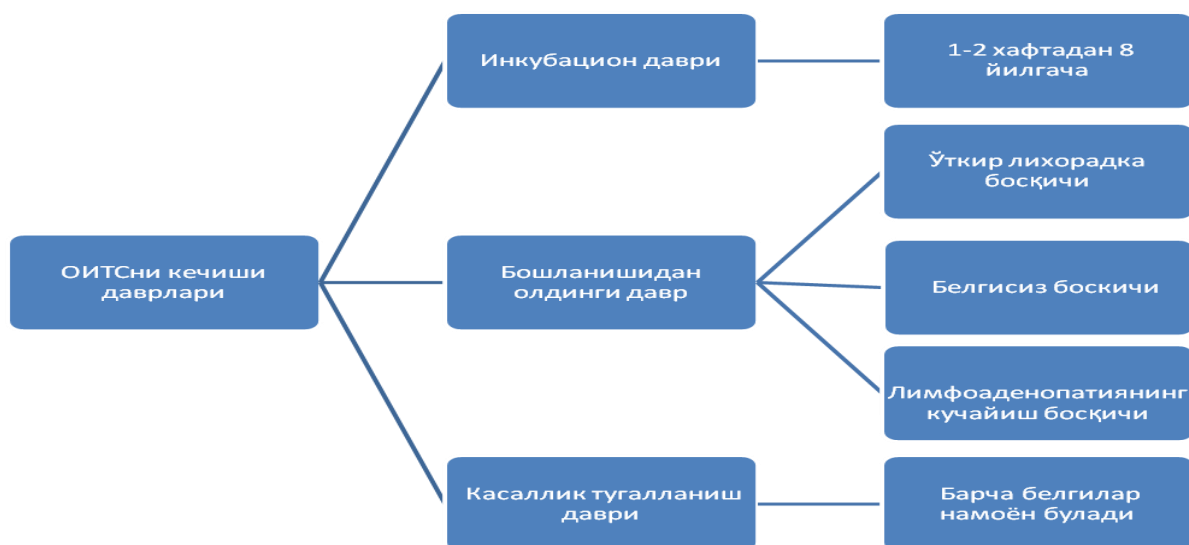 ОИТСни кечиши
даврлари
Инкубацион даври
1-2 хафтадан 8
йилгача
Бошланишидан
олдинги давр
Ўткир лихорадка
босқичи
Белгисиз боскичи
Лимфоаденопатиянинг
кучайиш босқичи
Касаллик тугалланиш
даври
Барча белгилар
намоён булади